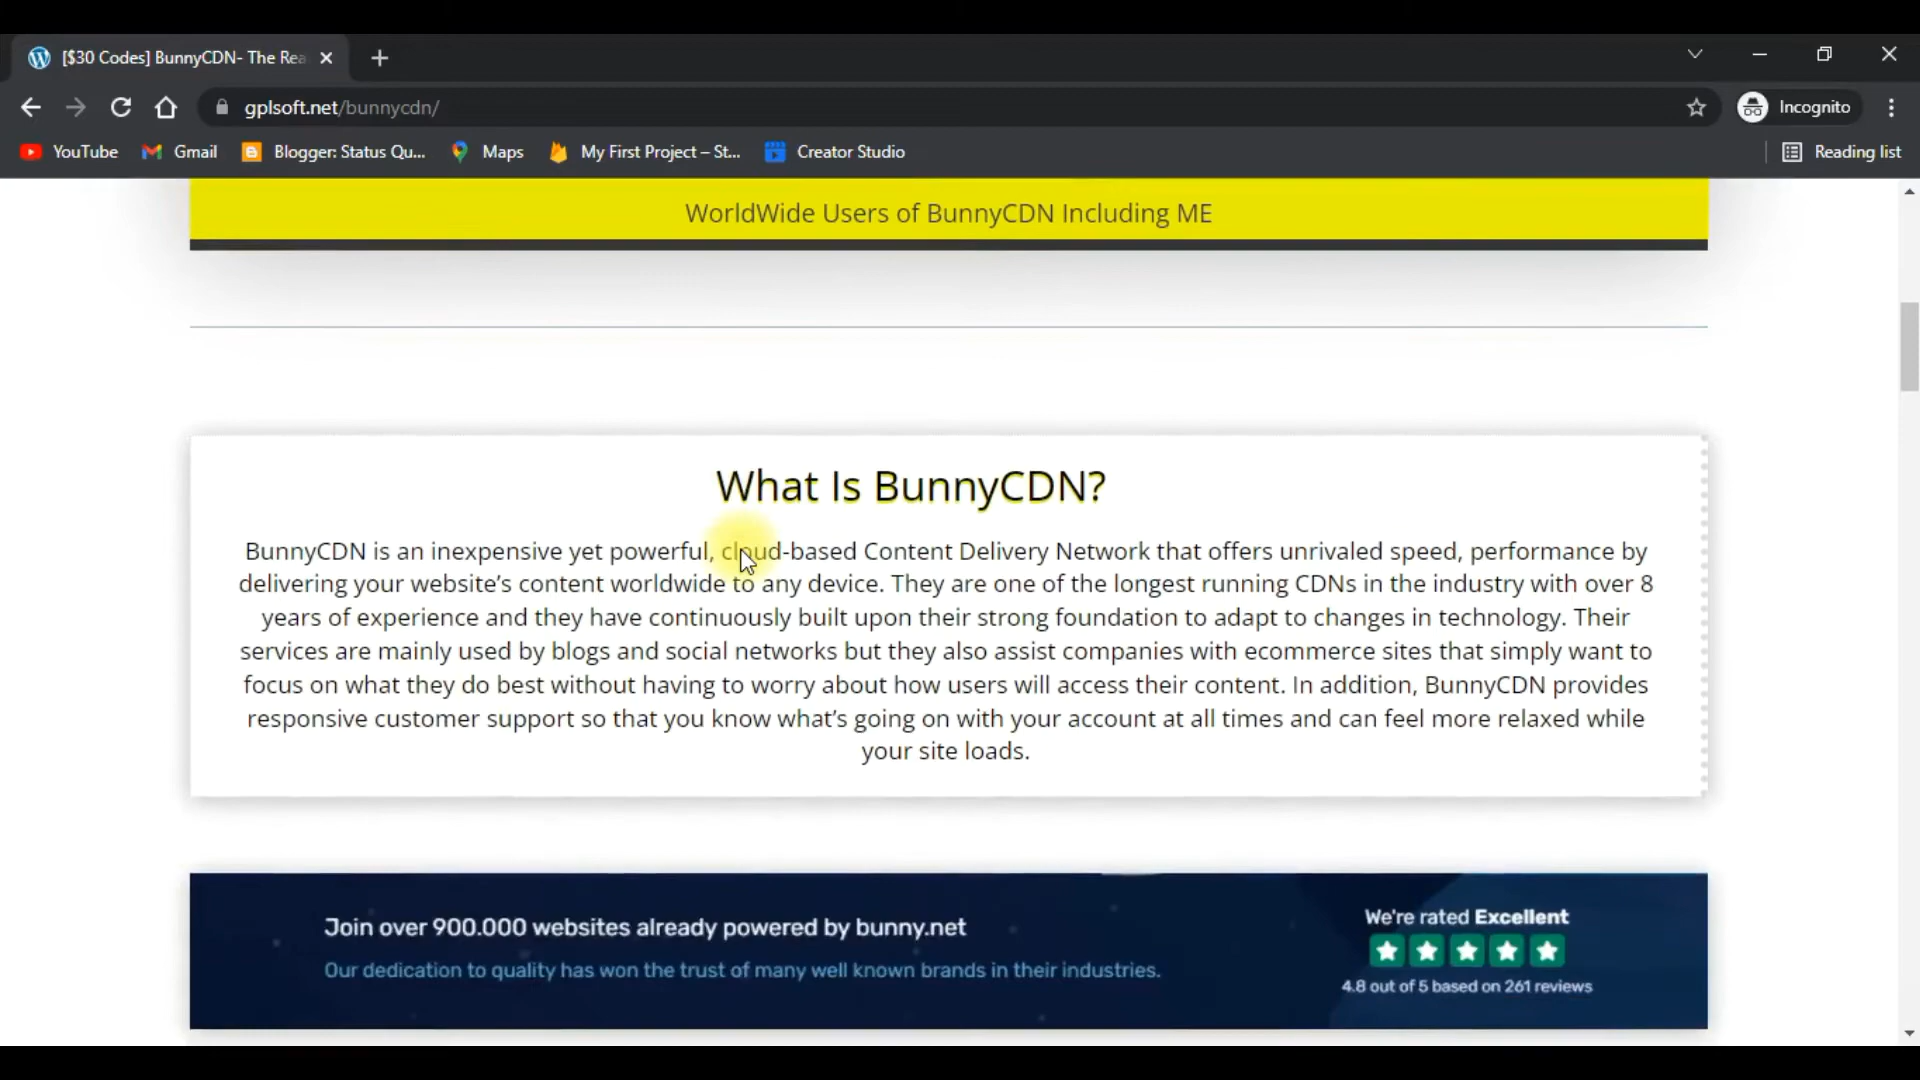 [$30 Codes] BunnyCDN- The Rea
gplsoft.net/bunnycdn/
Incognito
YouTube
Gmail
Blogger: Status Qu...
Maps
My First Project – St...
Creator Studio
Reading list
WorldWide Users of BunnyCDN Including ME
What Is BunnyCDN?
BunnyCDN is an inexpensive yet powerful, cloud-based Content Delivery Network that offers unrivaled speed, performance by
delivering your website’s content worldwide to any device. They are one of the longest running CDNs in the industry with over 8
years of experience and they have continuously built upon their strong foundation to adapt to changes in technology. Their
services are mainly used by blogs and social networks but they also assist companies with ecommerce sites that simply want to
focus on what they do best without having to worry about how users will access their content. In addition, BunnyCDN provides
responsive customer support so that you know what’s going on with your account at all times and can feel more relaxed while
your site loads.
Join over 900.000 websites already powered by bunny.net
Our dedication to quality has won the trust of many well known brands in their industries.
We're rated Excellent
4.8 out of 5 based on 261 reviews